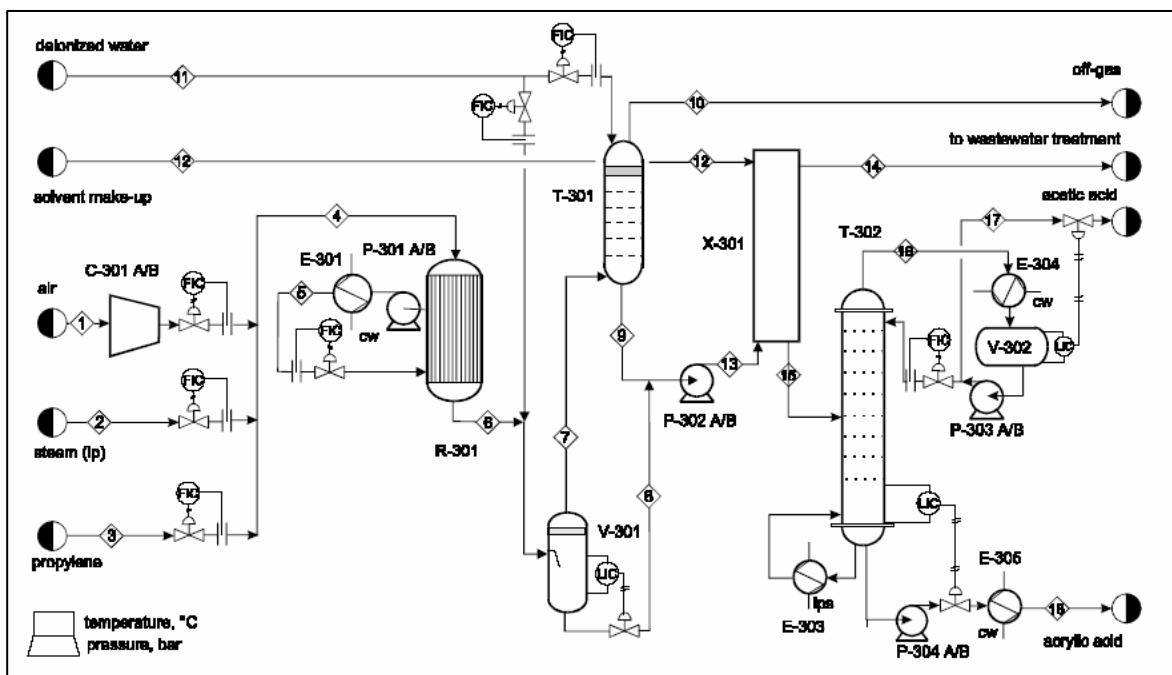 deionized water
FIC
11
off-gas
FIC
10
12
solvent make-up
T-301
12
to wastewater treatment
14
acetic acid
17
4
P-301 A/B
X-301
T-302
16
C-301 A/B
E-301
E-304
air
1
FIC
5
cw
cw
FIC
9
FIC
V-302
LIC
FIC
13
15
2
steam (lp)
6
P-302 A/B
P-303 A/B
R-301
7
8
FIC
3
propylene
V-301
LIC
LIC
E-305
temperature, °C
pressure, bar
lps
E-303
cw
P-304 A/B
acrylic acid